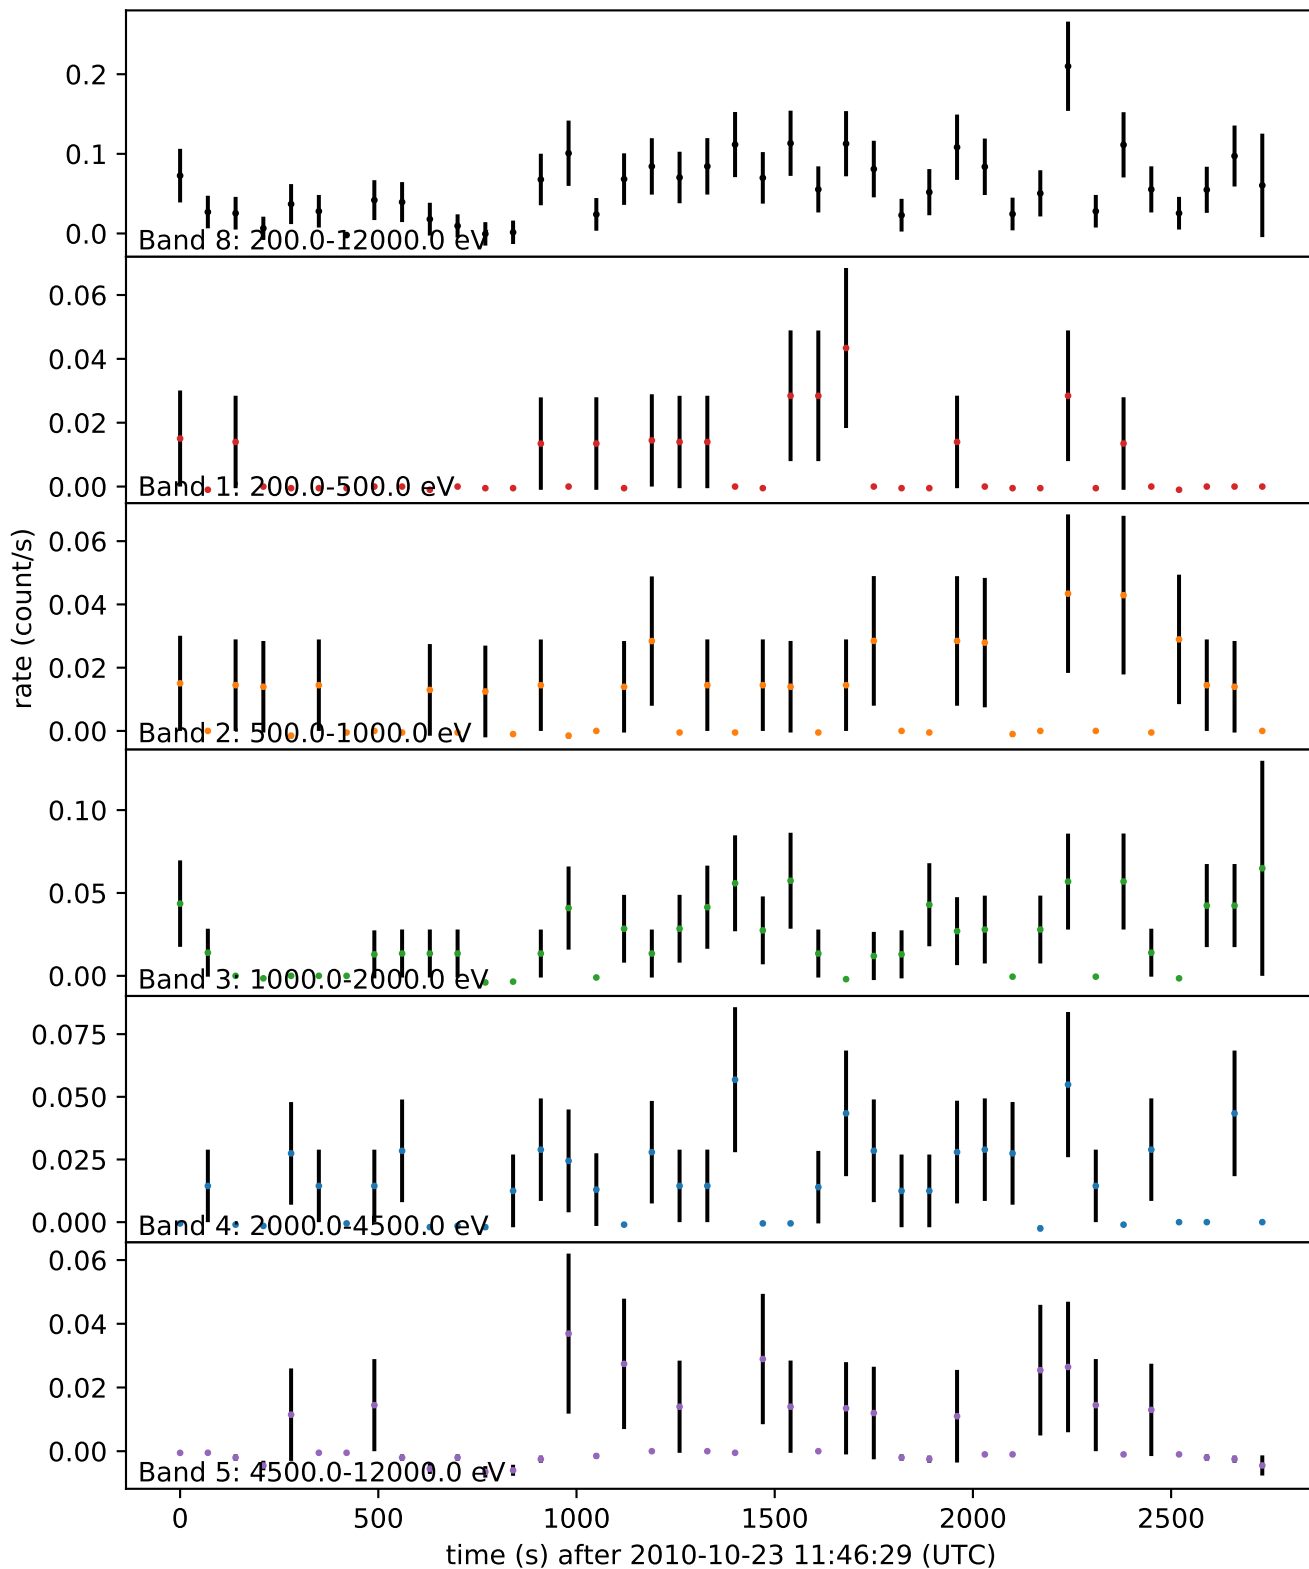 0.2
0.1
0.0
Band 8: 200.0-12000.0 eV
0.06
0.04
0.02
0.00
Band 1: 200.0-500.0 eV
0.06
0.04
0.02
0.00
Band 2: 500.0-1000.0 eV
rate (count/s)
0.10
0.05
0.00
Band 3: 1000.0-2000.0 eV
0.075
0.050
0.025
0.000
Band 4: 2000.0-4500.0 eV
0.06
0.04
0.02
0.00
Band 5: 4500.0-12000.0 eV
0 500 1000 1500 2000 2500
time (s) after 2010-10-23 11:46:29 (UTC)